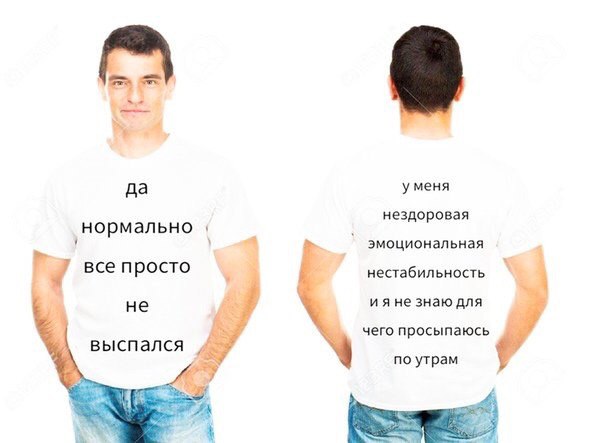 да
нормально
все просто
не
выспался
у меня
нездоровая
эмоциональная
нестабильность
и я не знаю для
чего просыпаюсь
по утрам